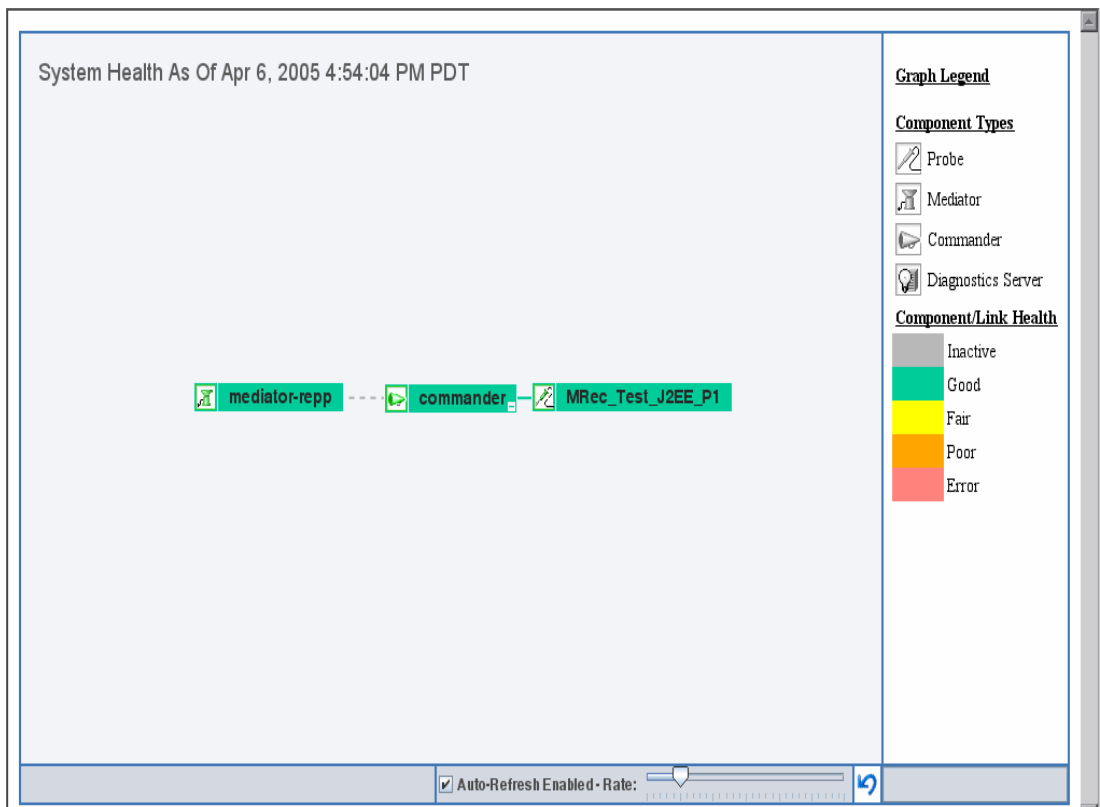 System Health As Of Apr 6, 2005 4:54:04 PM PDT
mediator-repp
commander
MRec_Test_J2EE_P1
Graph Legend
Component Types
Probe
Mediator
Commander
Diagnostics Server
Component/Link Health
Inactive
Good
Fair
Poor
Error
Auto-Refresh Enabled - Rate: